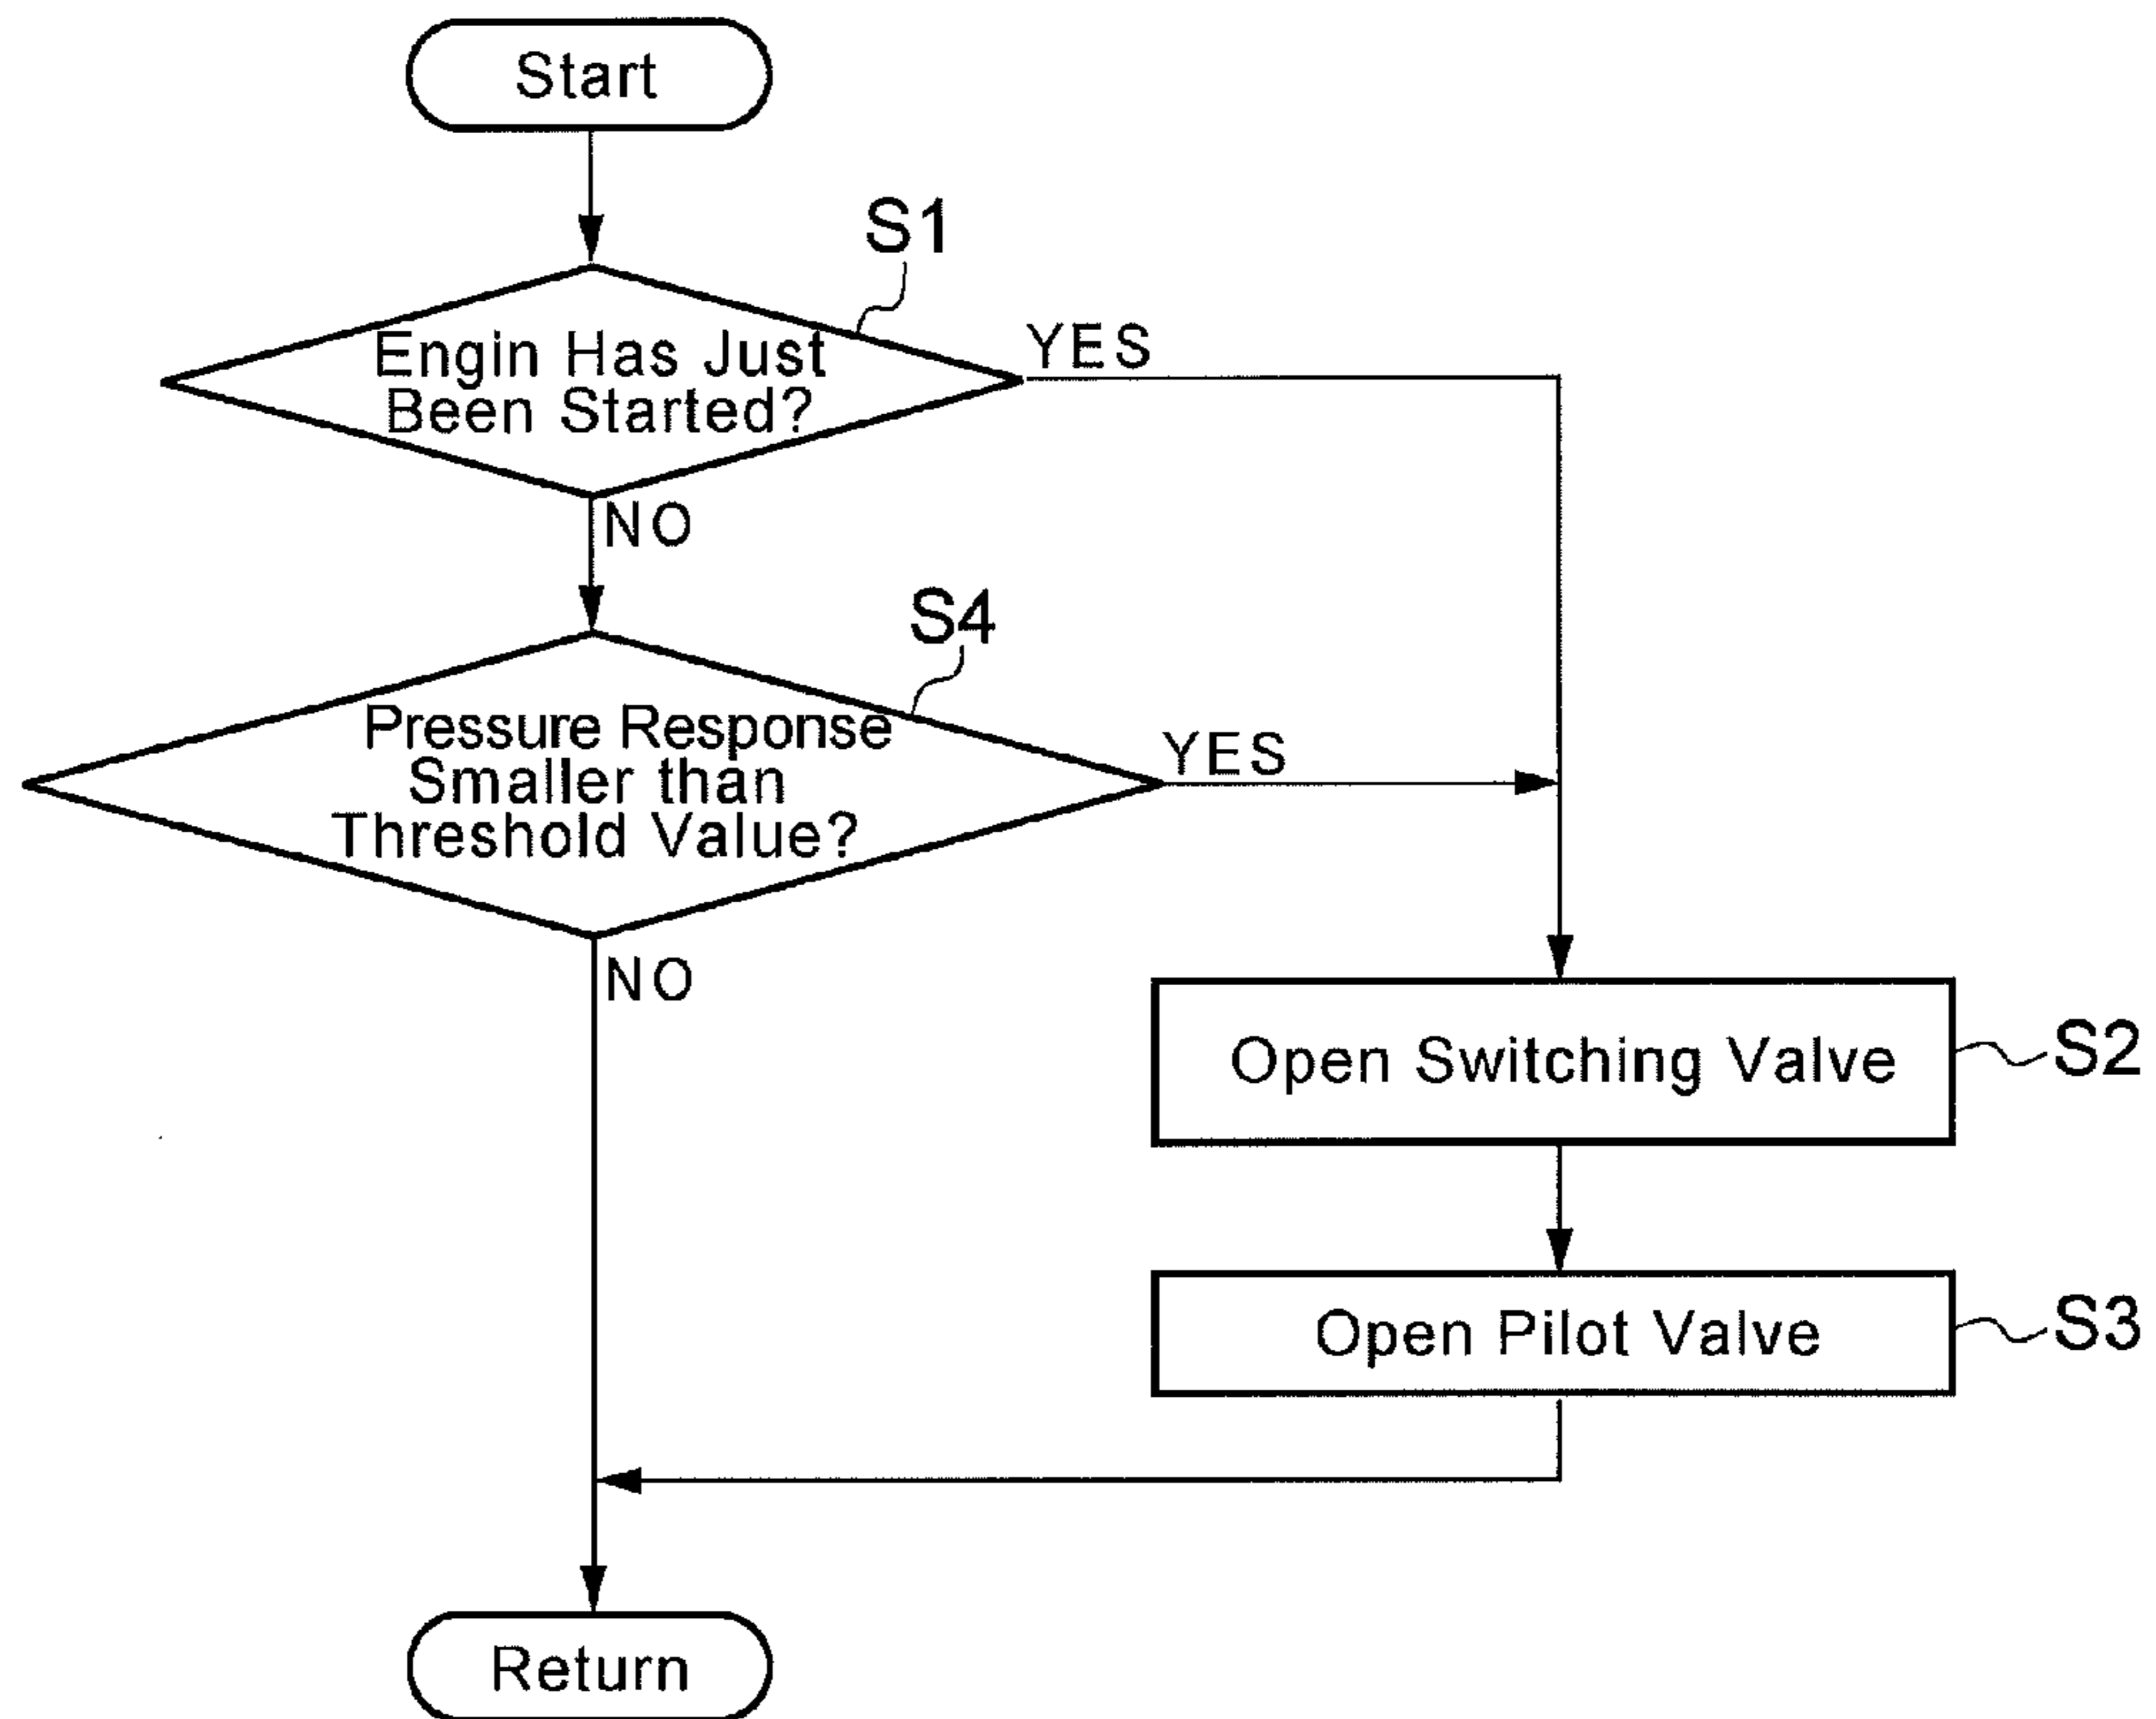 Start
S1
Engin Has Just
Been Started?
YES
NO
S4
Pressure Response
Smaller than
Threshold Value?
YES
NO
Open Switching Valve
S2
Open Pilot Valve
S3
Return